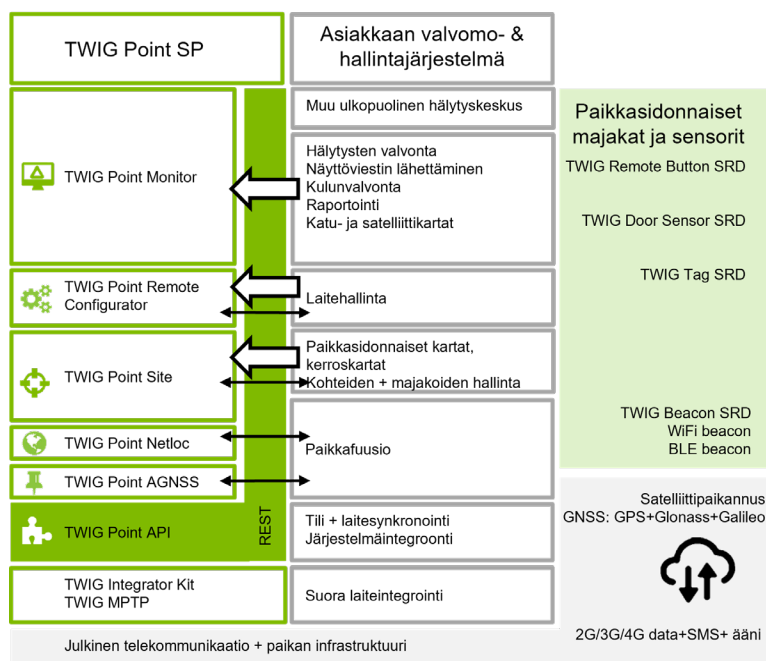 TWIG Point SP
Asiakkaan valvomo- &
hallintajärjestelmä
Muu ulkopuolinen hälytyskeskus
TWIG Point Monitor
Hälytysten valvonta
Näyttöviestin lähettäminen
Kulunvalvonta
Raportointi
Katu- ja satelliittikartat
TWIG Point Remote
Configurator
Laitehallinta
TWIG Point Site
Paikkasidonnaiset kartat,
kerroskartat
Kohteiden + majakoiden hallinta
TWIG Point Netloc
TWIG Point AGNSS
Paikkafuusio
TWIG Point API
REST
Tili + laitesynkronointi
Järjestelmäintegroonti
TWIG Integrator Kit
TWIG MPTP
Suora laiteintegrointi
Paikkasidonnaiset
majakat ja sensorit
TWIG Remote Button SRD
TWIG Door Sensor SRD
TWIG Tag SRD
TWIG Beacon SRD
WiFi beacon
BLE beacon
Satelliittipaikannus
GNSS: GPS+Glonass+Galileo
2G/3G/4G data+SMS+ ääni
Julkinen telekommunikaatio + paikan infrastruktuuri